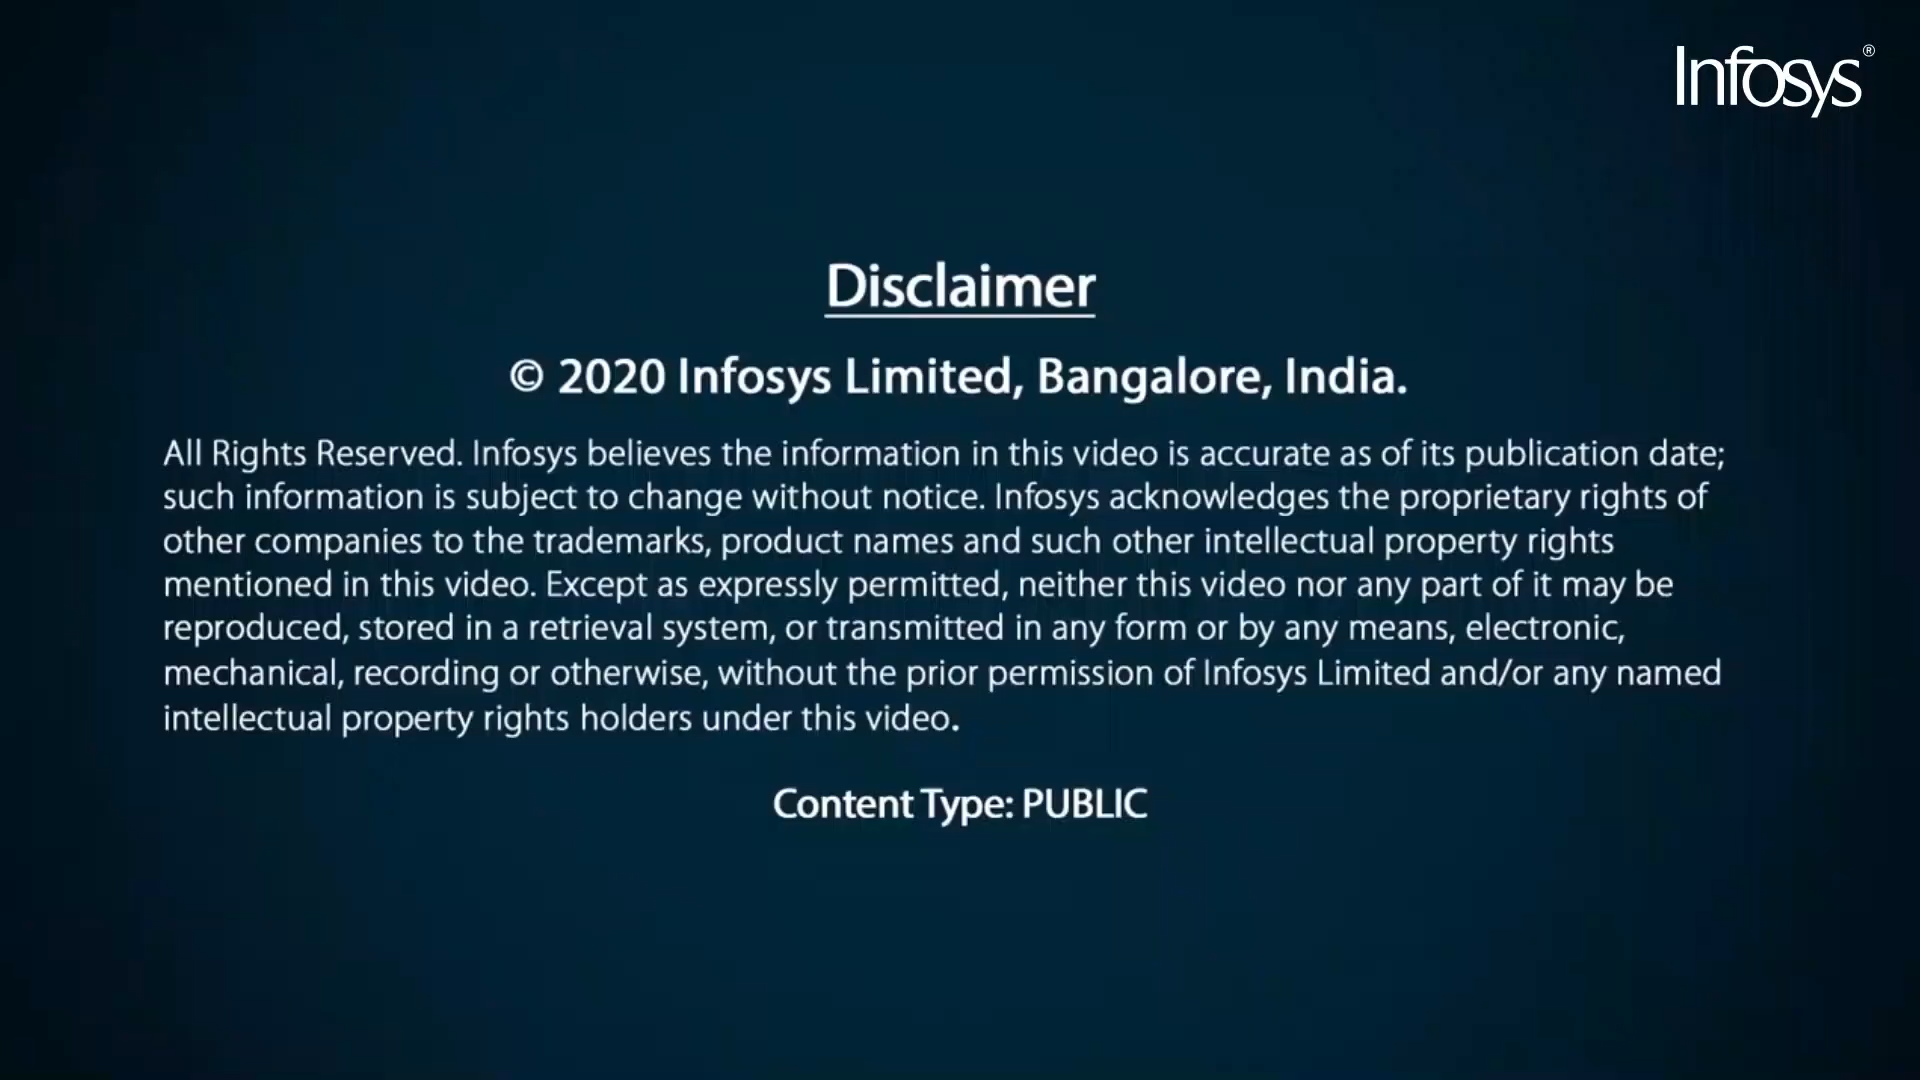 Infosys®
Disclaimer
© 2020 Infosys Limited, Bangalore, India.
All Rights Reserved. Infosys believes the information in this video is accurate as of its publication date;
such information is subject to change without notice. Infosys acknowledges the proprietary rights of
other companies to the trademarks, product names and such other intellectual property rights
mentioned in this video. Except as expressly permitted, neither this video nor any part of it may be
reproduced, stored in a retrieval system, or transmitted in any form or by any means, electronic,
mechanical, recording or otherwise, without the prior permission of Infosys Limited and/or any named
intellectual property rights holders under this video.
Content Type: PUBLIC